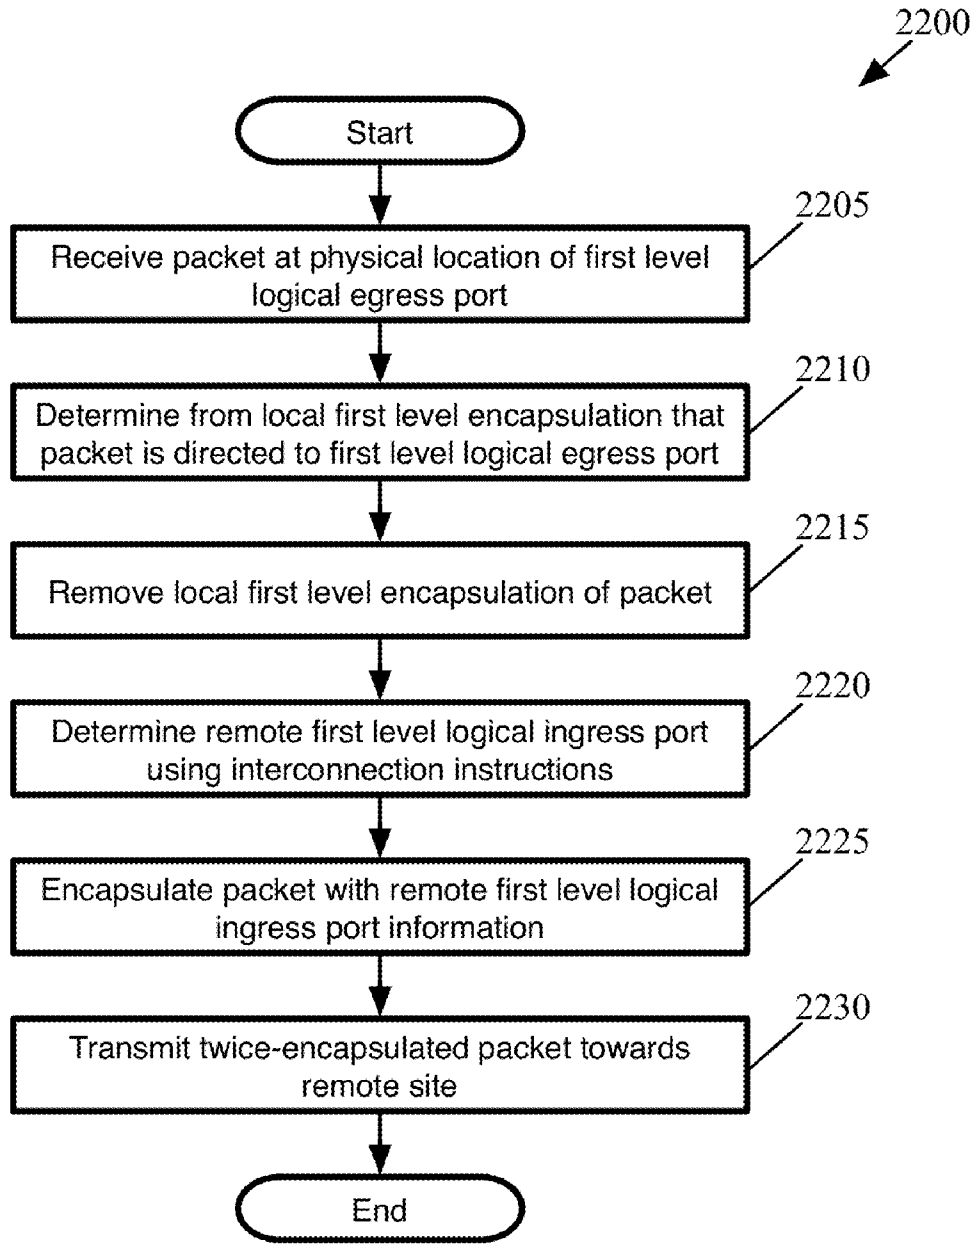 2200
Start
2205
Receive packet at physical location of first level
logical egress port
2210
Determine from local first level encapsulation that
packet is directed to first level logical egress port
2215
Remove local first level encapsulation of packet
2220
Determine remote first level logical ingress port
using interconnection instructions
2225
Encapsulate packet with remote first level logical
ingress port information
2230
Transmit twice-encapsulated packet towards
remote site
End